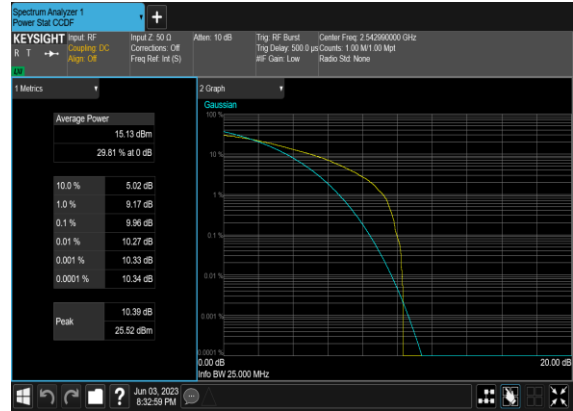 Spectrum Analyzer 1
Power Stat CCDF
KEYSIGHT
R T
LXI
Input: RF
Coupling: DC
Align: Off
Input Z: 50 Ω
Corrections: Off
Freq Ref: Int (S)
Atten: 10 dB
Trig: RF Burst
Trig Delay: 500.0 µs
#IF Gain: Low
Center Freq: 2.542990000 GHz
Counts: 1.00 M/1.00 Mpt
Radio Std: None
1 Metrics
Average Power
15.13 dBm
29.81 % at 0 dB
10.0 % 5.02 dB
1.0 % 9.17 dB
0.1 % 9.96 dB
0.01 % 10.27 dB
0.001 % 10.33 dB
0.0001 % 10.34 dB
Peak
10.39 dB
25.52 dBm
2 Graph
Gaussian
100 %
10 %
1 %
0.1 %
0.01 %
0.001 %
0.0001 %
0.00 dB 20.00 dB
Info BW 25.000 MHz
?
Jun 03, 2023
8:32:59 PM